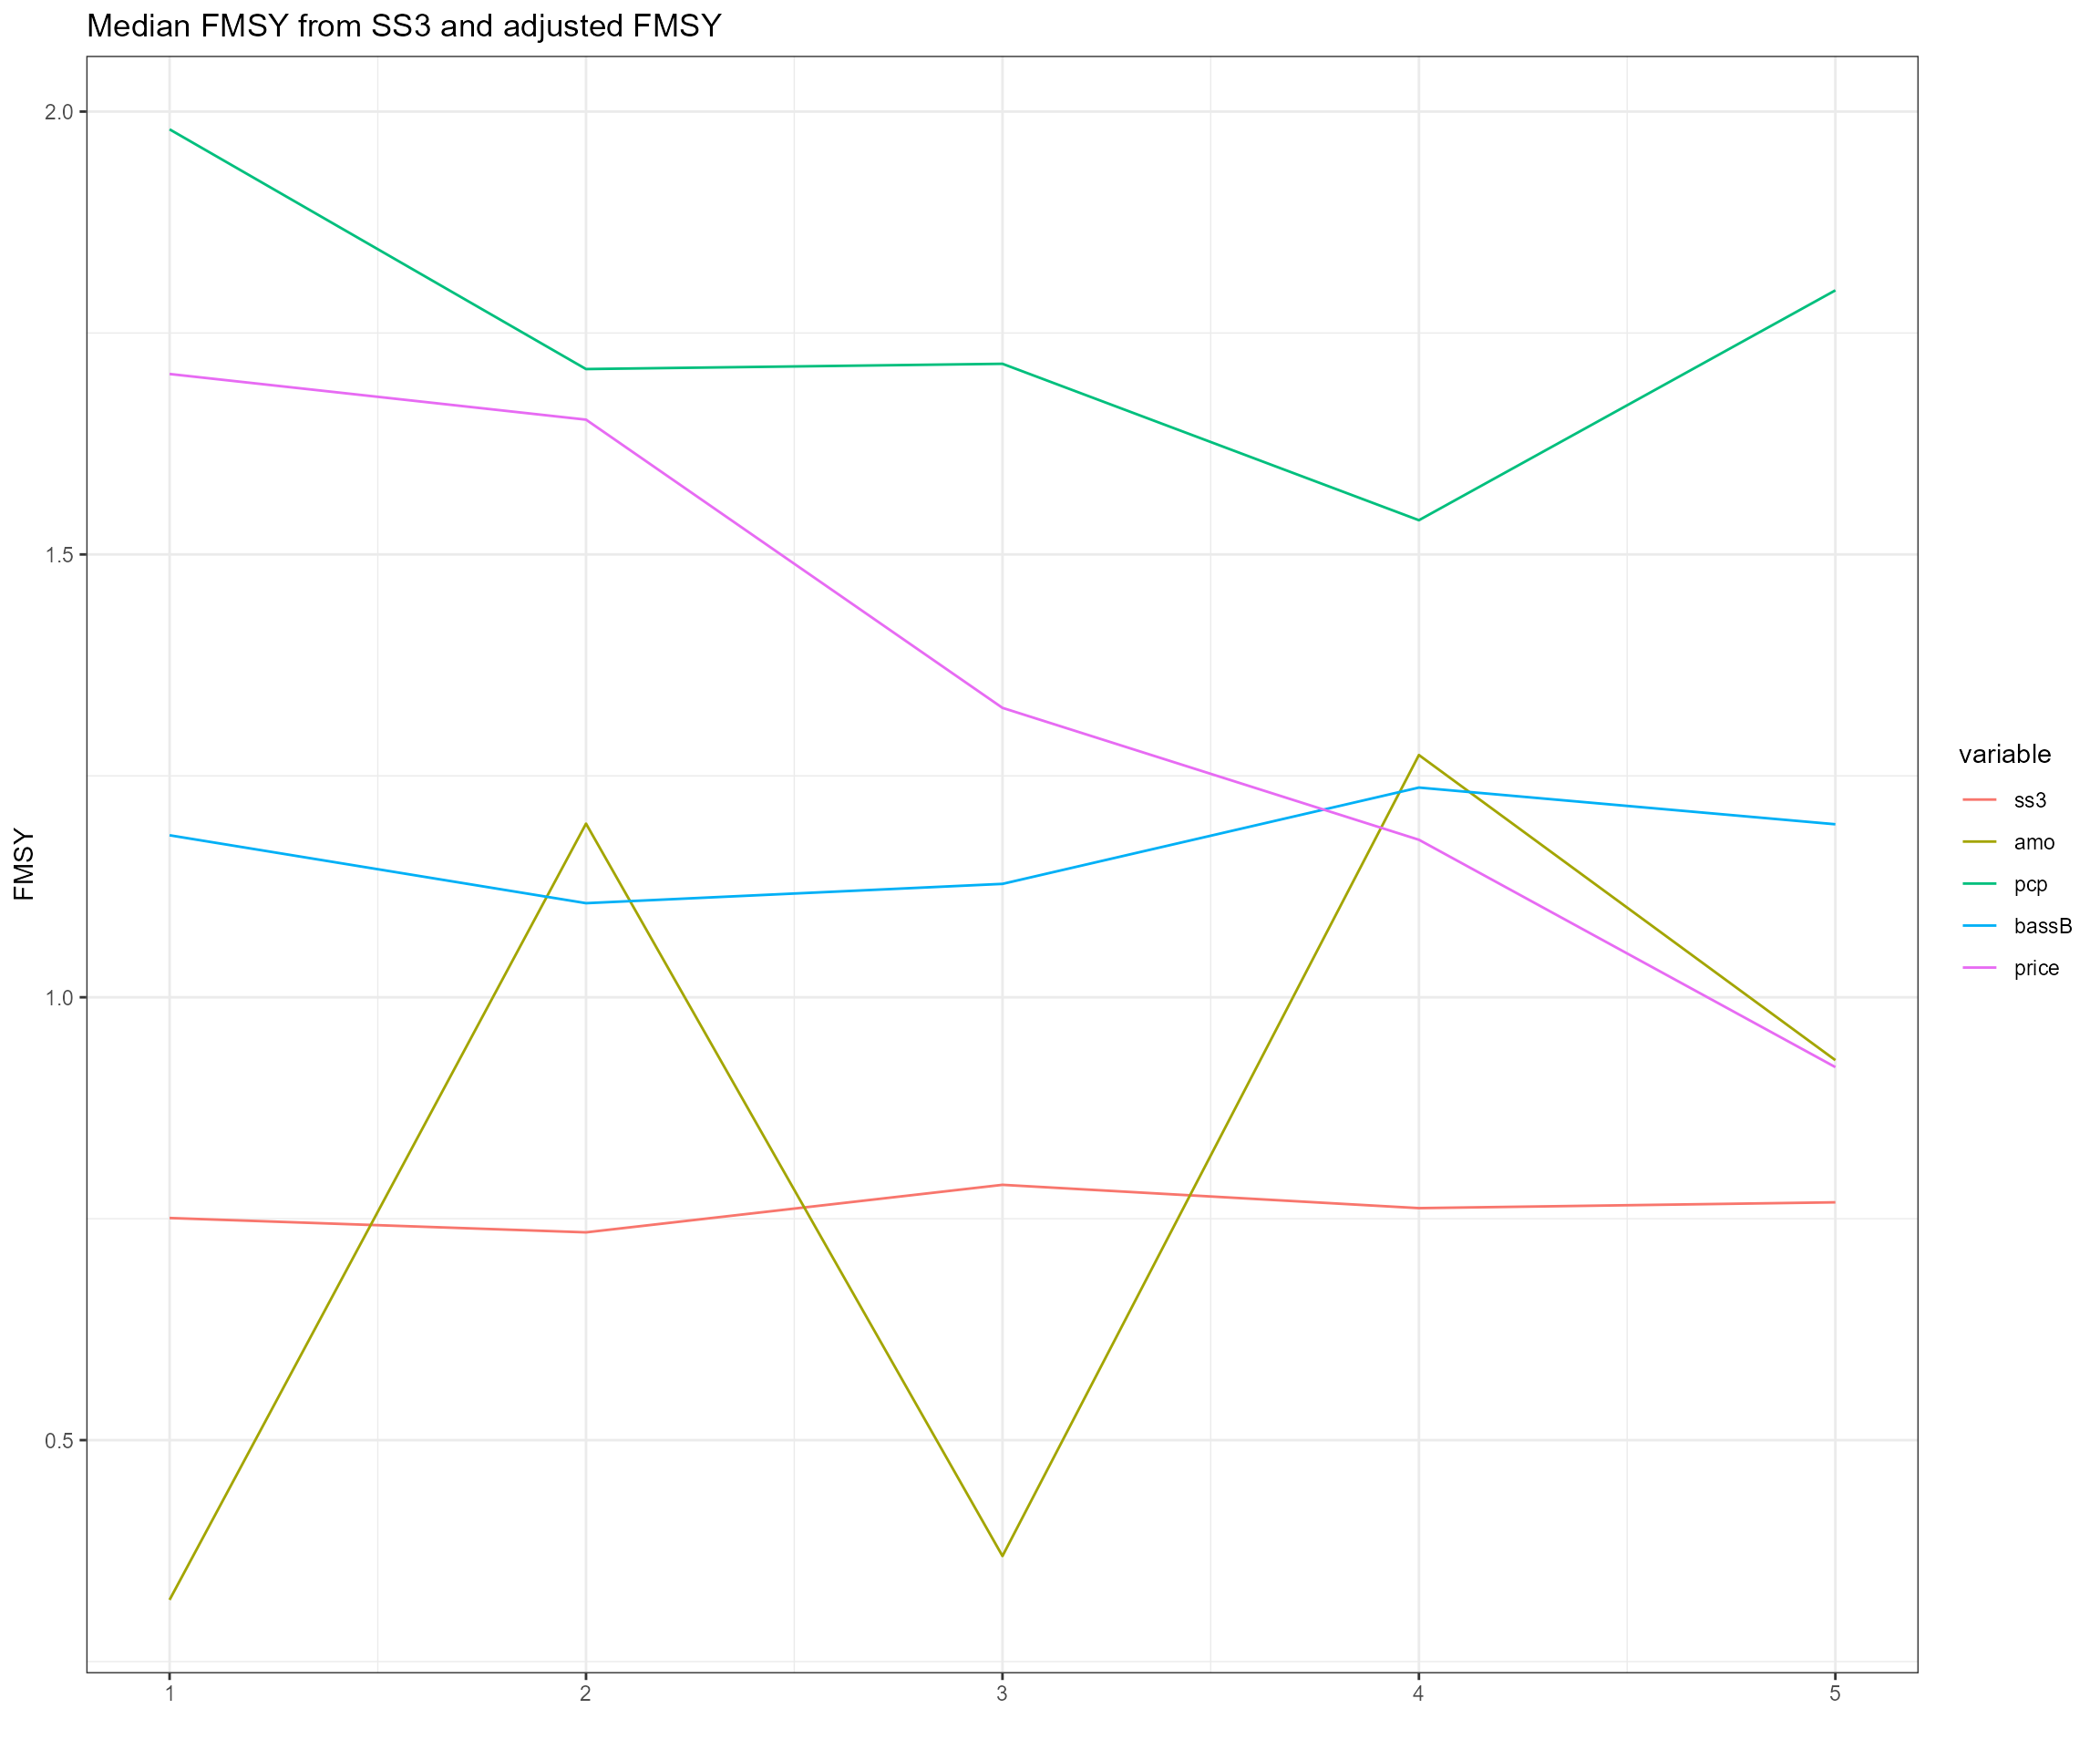 Median FMSY from SS3 and adjusted FMSY
2.0
1.5
1.0
0.5
FMSY
1 2 3 4 5
variable
ss3
amo
pcp
bassB
price